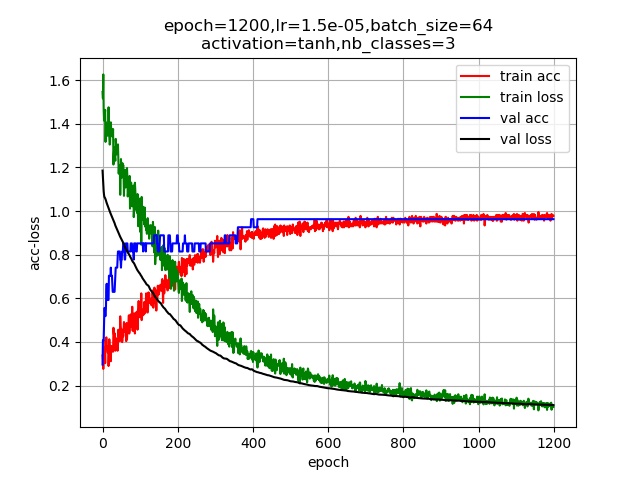 epoch=1200,lr=1.5e-05,batch_size=64
activation=tanh,nb_classes=3
1.6
1.4
1.2
1.0
0.8
0.6
0.4
0.2
acc-loss
train acc
train loss
val acc
val loss
0 200 400 600 800 1000 1200
epoch